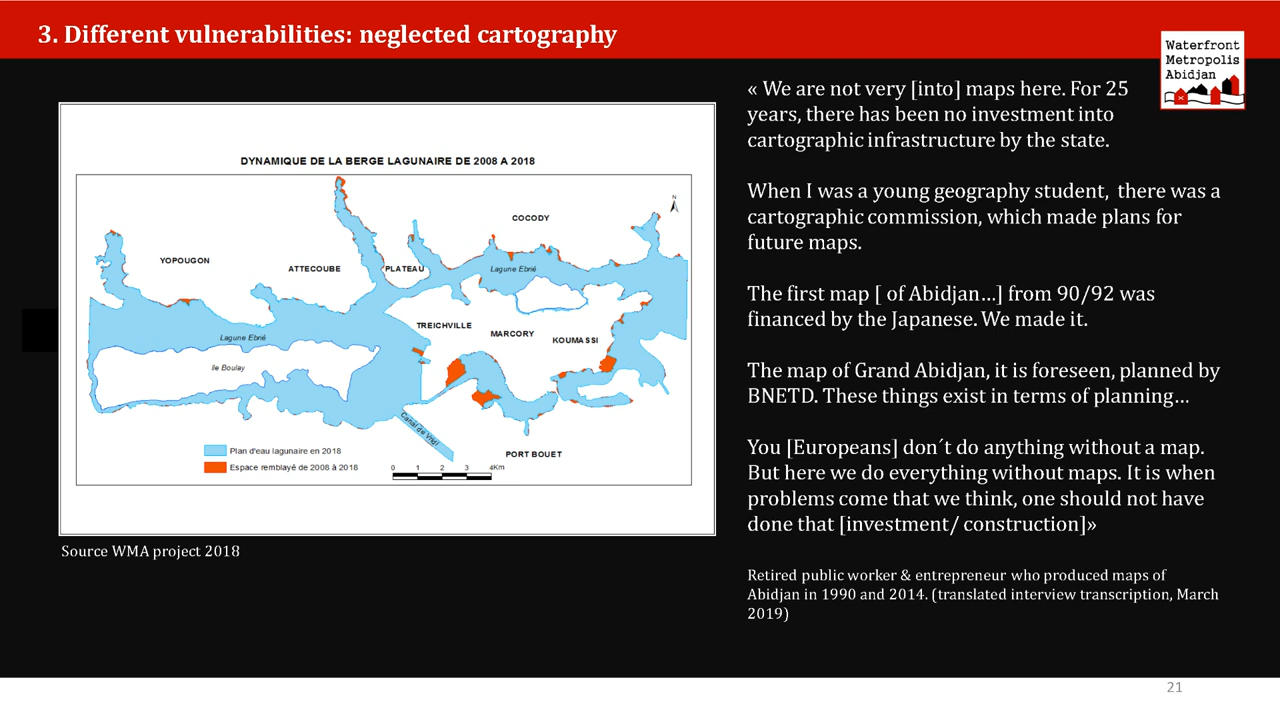 3. Different vulnerabilities: neglected cartography
Waterfront
Metropolis
Abidjan
DYNAMIQUE DE LA BERGE LAGUNAIRE DE 2008 A 2018
N
COCODY
YOPOUGON
ATTECOUBE
PLATEAU
Lagune Ebrié
TREICHVILLE
MARCORY
KOUMASSI
Lagune Ebrié
Ile Boulay
Canal de Vridi
PORT BOUET
Plan d'eau lagunaire en 2018
Espace remblayé de 2008 à 2018
0 1 2 3 4Km
Source WMA project 2018
« We are not very [into] maps here. For 25
years, there has been no investment into
cartographic infrastructure by the state.
When I was a young geography student, there was a
cartographic commission, which made plans for
future maps.
The first map [ of Abidjan…] from 90/92 was
financed by the Japanese. We made it.
The map of Grand Abidjan, it is foreseen, planned by
BNETD. These things exist in terms of planning…
You [Europeans] don´t do anything without a map.
But here we do everything without maps. It is when
problems come that we think, one should not have
done that [investment/ construction]»
Retired public worker & entrepreneur who produced maps of
Abidjan in 1990 and 2014. (translated interview transcription, March
2019)
21